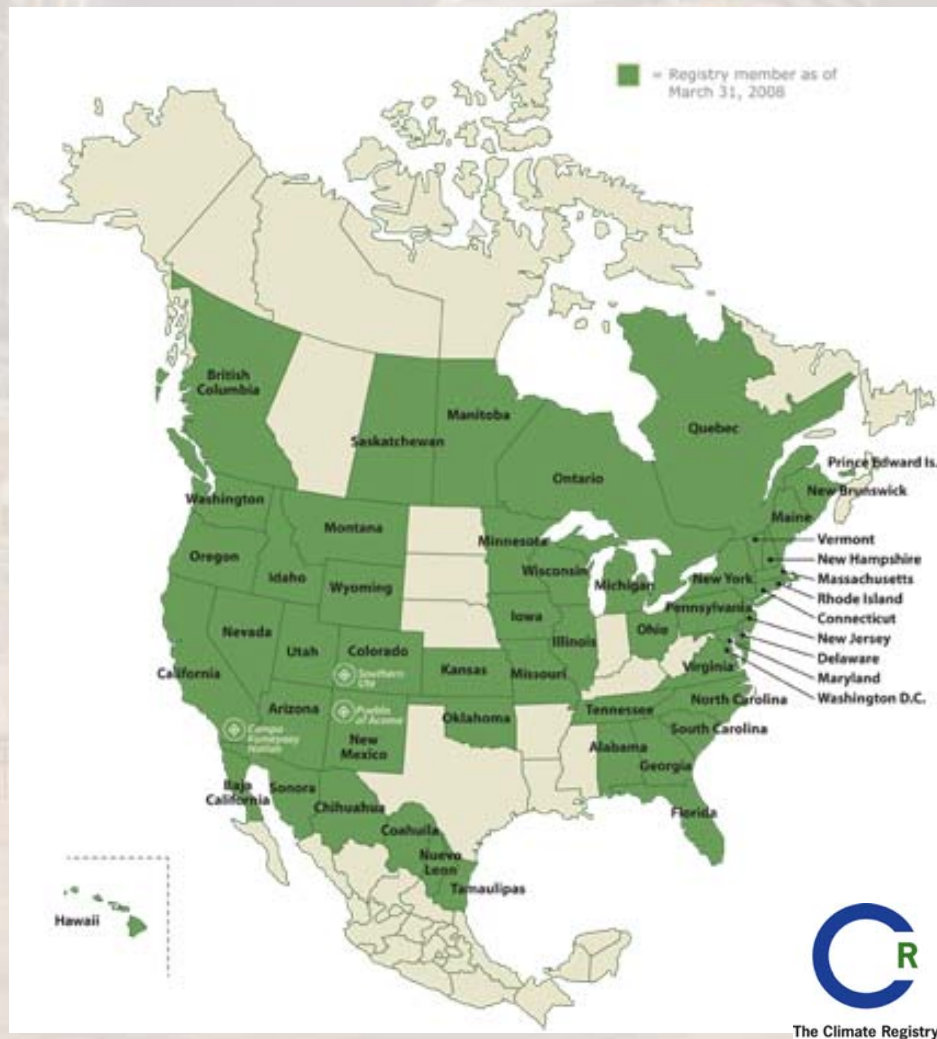 = Registry member as of
March 31, 2008
British
Columbia
Saskatchewan
Manitoba
Ontario
Quebec
Prince Edward Is.
New Brunswick
Maine
Vermont
New Hampshire
Massachusetts
Rhode Island
Connecticut
New Jersey
Delaware
Maryland
Washington D.C.
Washington
Montana
Minnesota
Oregon
Idaho
Wyoming
Wisconsin
Michigan
New York
Iowa
Pennsylvania
Illinois
Ohio
Nevada
Utah
Colorado
Kansas
Missouri
Virginia
California
Southern
Ute
Arizona
Pueblo
of Acoma
Oklahoma
Tennessee
North Carolina
South Carolina
Campo
Kumeyaay
Nation
New
Mexico
Alabama
Georgia
Baja
California
Sonora
Chihuahua
Florida
Coahuila
Nuevo
Leon
Tamaulipas
Hawaii
R
The Climate Registry